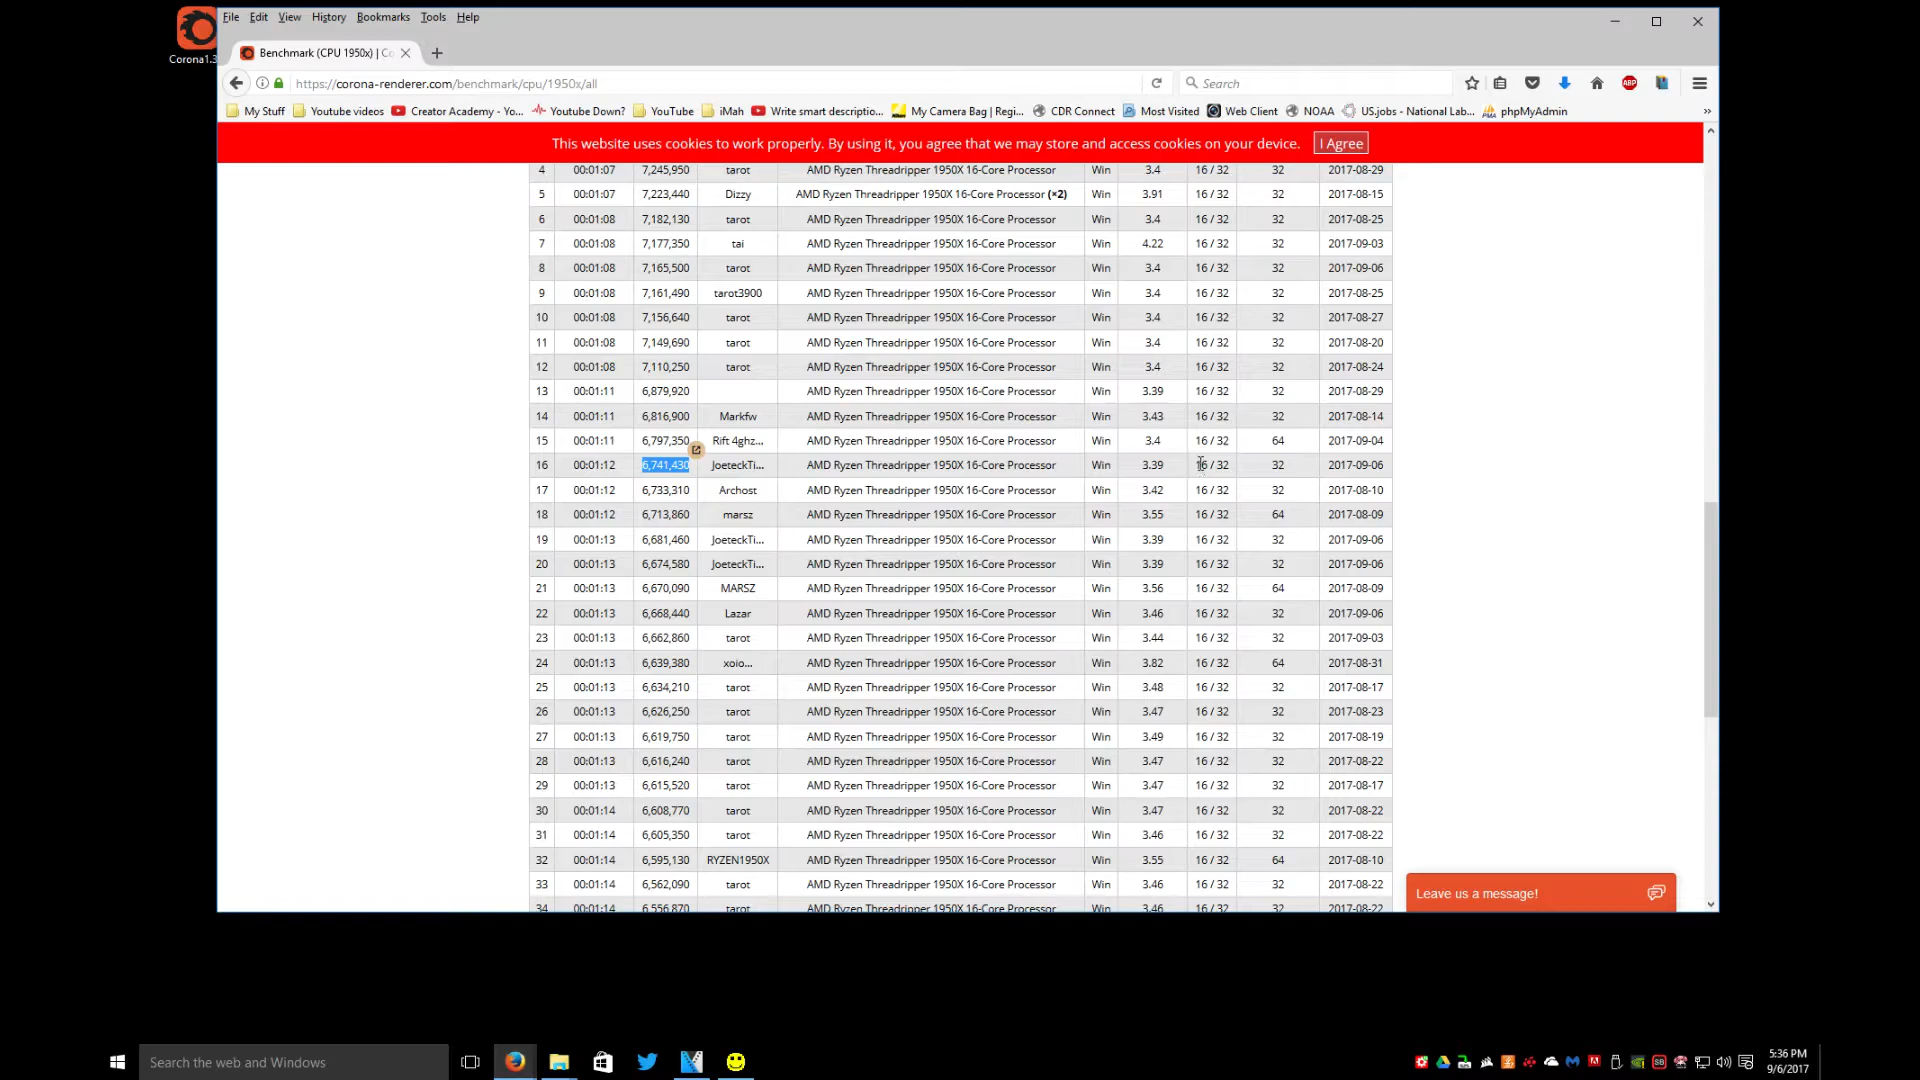 File Edit View History Bookmarks Tools Help
Corona1.3
Benchmark (CPU 1950x) | Co
https://corona-renderer.com/benchmark/cpu/1950x/all
Search
My Stuff Youtube videos Creator Academy - Yo... Youtube Down? YouTube iMah Write smart descriptio... My Camera Bag | Regi... CDR Connect Most Visited Web Client NOAA US.jobs - National Lab... phpMyAdmin
This website uses cookies to work properly. By using it, you agree that we may store and access cookies on your device. I Agree
4 00:01:07 7,245,950 tarot AMD Ryzen Threadripper 1950X 16-Core Processor Win 3.4 16 / 32 32 2017-08-29
5 00:01:07 7,223,440 Dizzy AMD Ryzen Threadripper 1950X 16-Core Processor (×2) Win 3.91 16 / 32 32 2017-08-15
6 00:01:08 7,182,130 tarot AMD Ryzen Threadripper 1950X 16-Core Processor Win 3.4 16 / 32 32 2017-08-25
7 00:01:08 7,177,350 tai AMD Ryzen Threadripper 1950X 16-Core Processor Win 4.22 16 / 32 32 2017-09-03
8 00:01:08 7,165,500 tarot AMD Ryzen Threadripper 1950X 16-Core Processor Win 3.4 16 / 32 32 2017-09-06
9 00:01:08 7,161,490 tarot3900 AMD Ryzen Threadripper 1950X 16-Core Processor Win 3.4 16 / 32 32 2017-08-25
10 00:01:08 7,156,640 tarot AMD Ryzen Threadripper 1950X 16-Core Processor Win 3.4 16 / 32 32 2017-08-27
11 00:01:08 7,149,690 tarot AMD Ryzen Threadripper 1950X 16-Core Processor Win 3.4 16 / 32 32 2017-08-20
12 00:01:08 7,110,250 tarot AMD Ryzen Threadripper 1950X 16-Core Processor Win 3.4 16 / 32 32 2017-08-24
13 00:01:11 6,879,920 AMD Ryzen Threadripper 1950X 16-Core Processor Win 3.39 16 / 32 32 2017-08-29
14 00:01:11 6,816,900 Markfw AMD Ryzen Threadripper 1950X 16-Core Processor Win 3.43 16 / 32 32 2017-08-14
15 00:01:11 6,797,350 Rift 4ghz... AMD Ryzen Threadripper 1950X 16-Core Processor Win 3.4 16 / 32 64 2017-09-04
16 00:01:12 6,741,430 JoeteckTi... AMD Ryzen Threadripper 1950X 16-Core Processor Win 3.39 16 / 32 32 2017-09-06
17 00:01:12 6,733,310 Archost AMD Ryzen Threadripper 1950X 16-Core Processor Win 3.42 16 / 32 32 2017-08-10
18 00:01:12 6,713,860 marsz AMD Ryzen Threadripper 1950X 16-Core Processor Win 3.55 16 / 32 64 2017-08-09
19 00:01:13 6,681,460 JoeteckTi... AMD Ryzen Threadripper 1950X 16-Core Processor Win 3.39 16 / 32 32 2017-09-06
20 00:01:13 6,674,580 JoeteckTi... AMD Ryzen Threadripper 1950X 16-Core Processor Win 3.39 16 / 32 32 2017-09-06
21 00:01:13 6,670,090 MARSZ AMD Ryzen Threadripper 1950X 16-Core Processor Win 3.56 16 / 32 64 2017-08-09
22 00:01:13 6,668,440 Lazar AMD Ryzen Threadripper 1950X 16-Core Processor Win 3.46 16 / 32 32 2017-09-06
23 00:01:13 6,662,860 tarot AMD Ryzen Threadripper 1950X 16-Core Processor Win 3.44 16 / 32 32 2017-09-03
24 00:01:13 6,639,380 xoio... AMD Ryzen Threadripper 1950X 16-Core Processor Win 3.82 16 / 32 64 2017-08-31
25 00:01:13 6,634,210 tarot AMD Ryzen Threadripper 1950X 16-Core Processor Win 3.48 16 / 32 32 2017-08-17
26 00:01:13 6,626,250 tarot AMD Ryzen Threadripper 1950X 16-Core Processor Win 3.47 16 / 32 32 2017-08-23
27 00:01:13 6,619,750 tarot AMD Ryzen Threadripper 1950X 16-Core Processor Win 3.49 16 / 32 32 2017-08-19
28 00:01:13 6,616,240 tarot AMD Ryzen Threadripper 1950X 16-Core Processor Win 3.47 16 / 32 32 2017-08-22
29 00:01:13 6,615,520 tarot AMD Ryzen Threadripper 1950X 16-Core Processor Win 3.47 16 / 32 32 2017-08-17
30 00:01:14 6,608,770 tarot AMD Ryzen Threadripper 1950X 16-Core Processor Win 3.47 16 / 32 32 2017-08-22
31 00:01:14 6,605,350 tarot AMD Ryzen Threadripper 1950X 16-Core Processor Win 3.46 16 / 32 32 2017-08-22
32 00:01:14 6,595,130 RYZEN1950X AMD Ryzen Threadripper 1950X 16-Core Processor Win 3.55 16 / 32 64 2017-08-10
33 00:01:14 6,562,090 tarot AMD Ryzen Threadripper 1950X 16-Core Processor Win 3.46 16 / 32 32 2017-08-22
34 00:01:14 6,556,870 tarot AMD Ryzen Threadripper 1950X 16-Core Processor Win 3.46 16 / 32 32 2017-08-22
Leave us a message!
Search the web and Windows
5:36 PM
9/6/2017